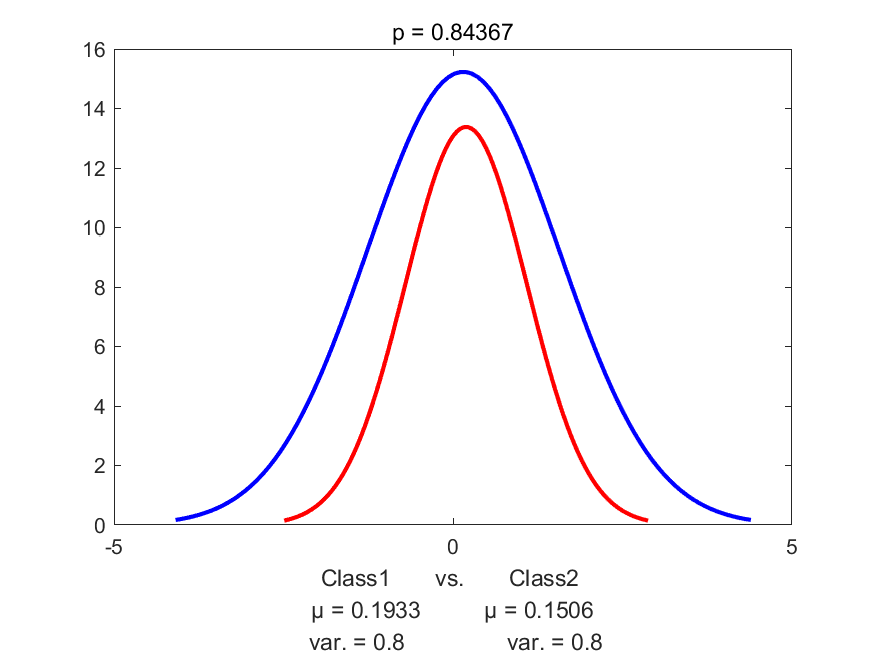 p = 0.84367
16
14
12
10
8
6
4
2
0
-5 0 5
Class1 vs. Class2
μ = 0.1933 μ = 0.1506
var. = 0.8 var. = 0.8